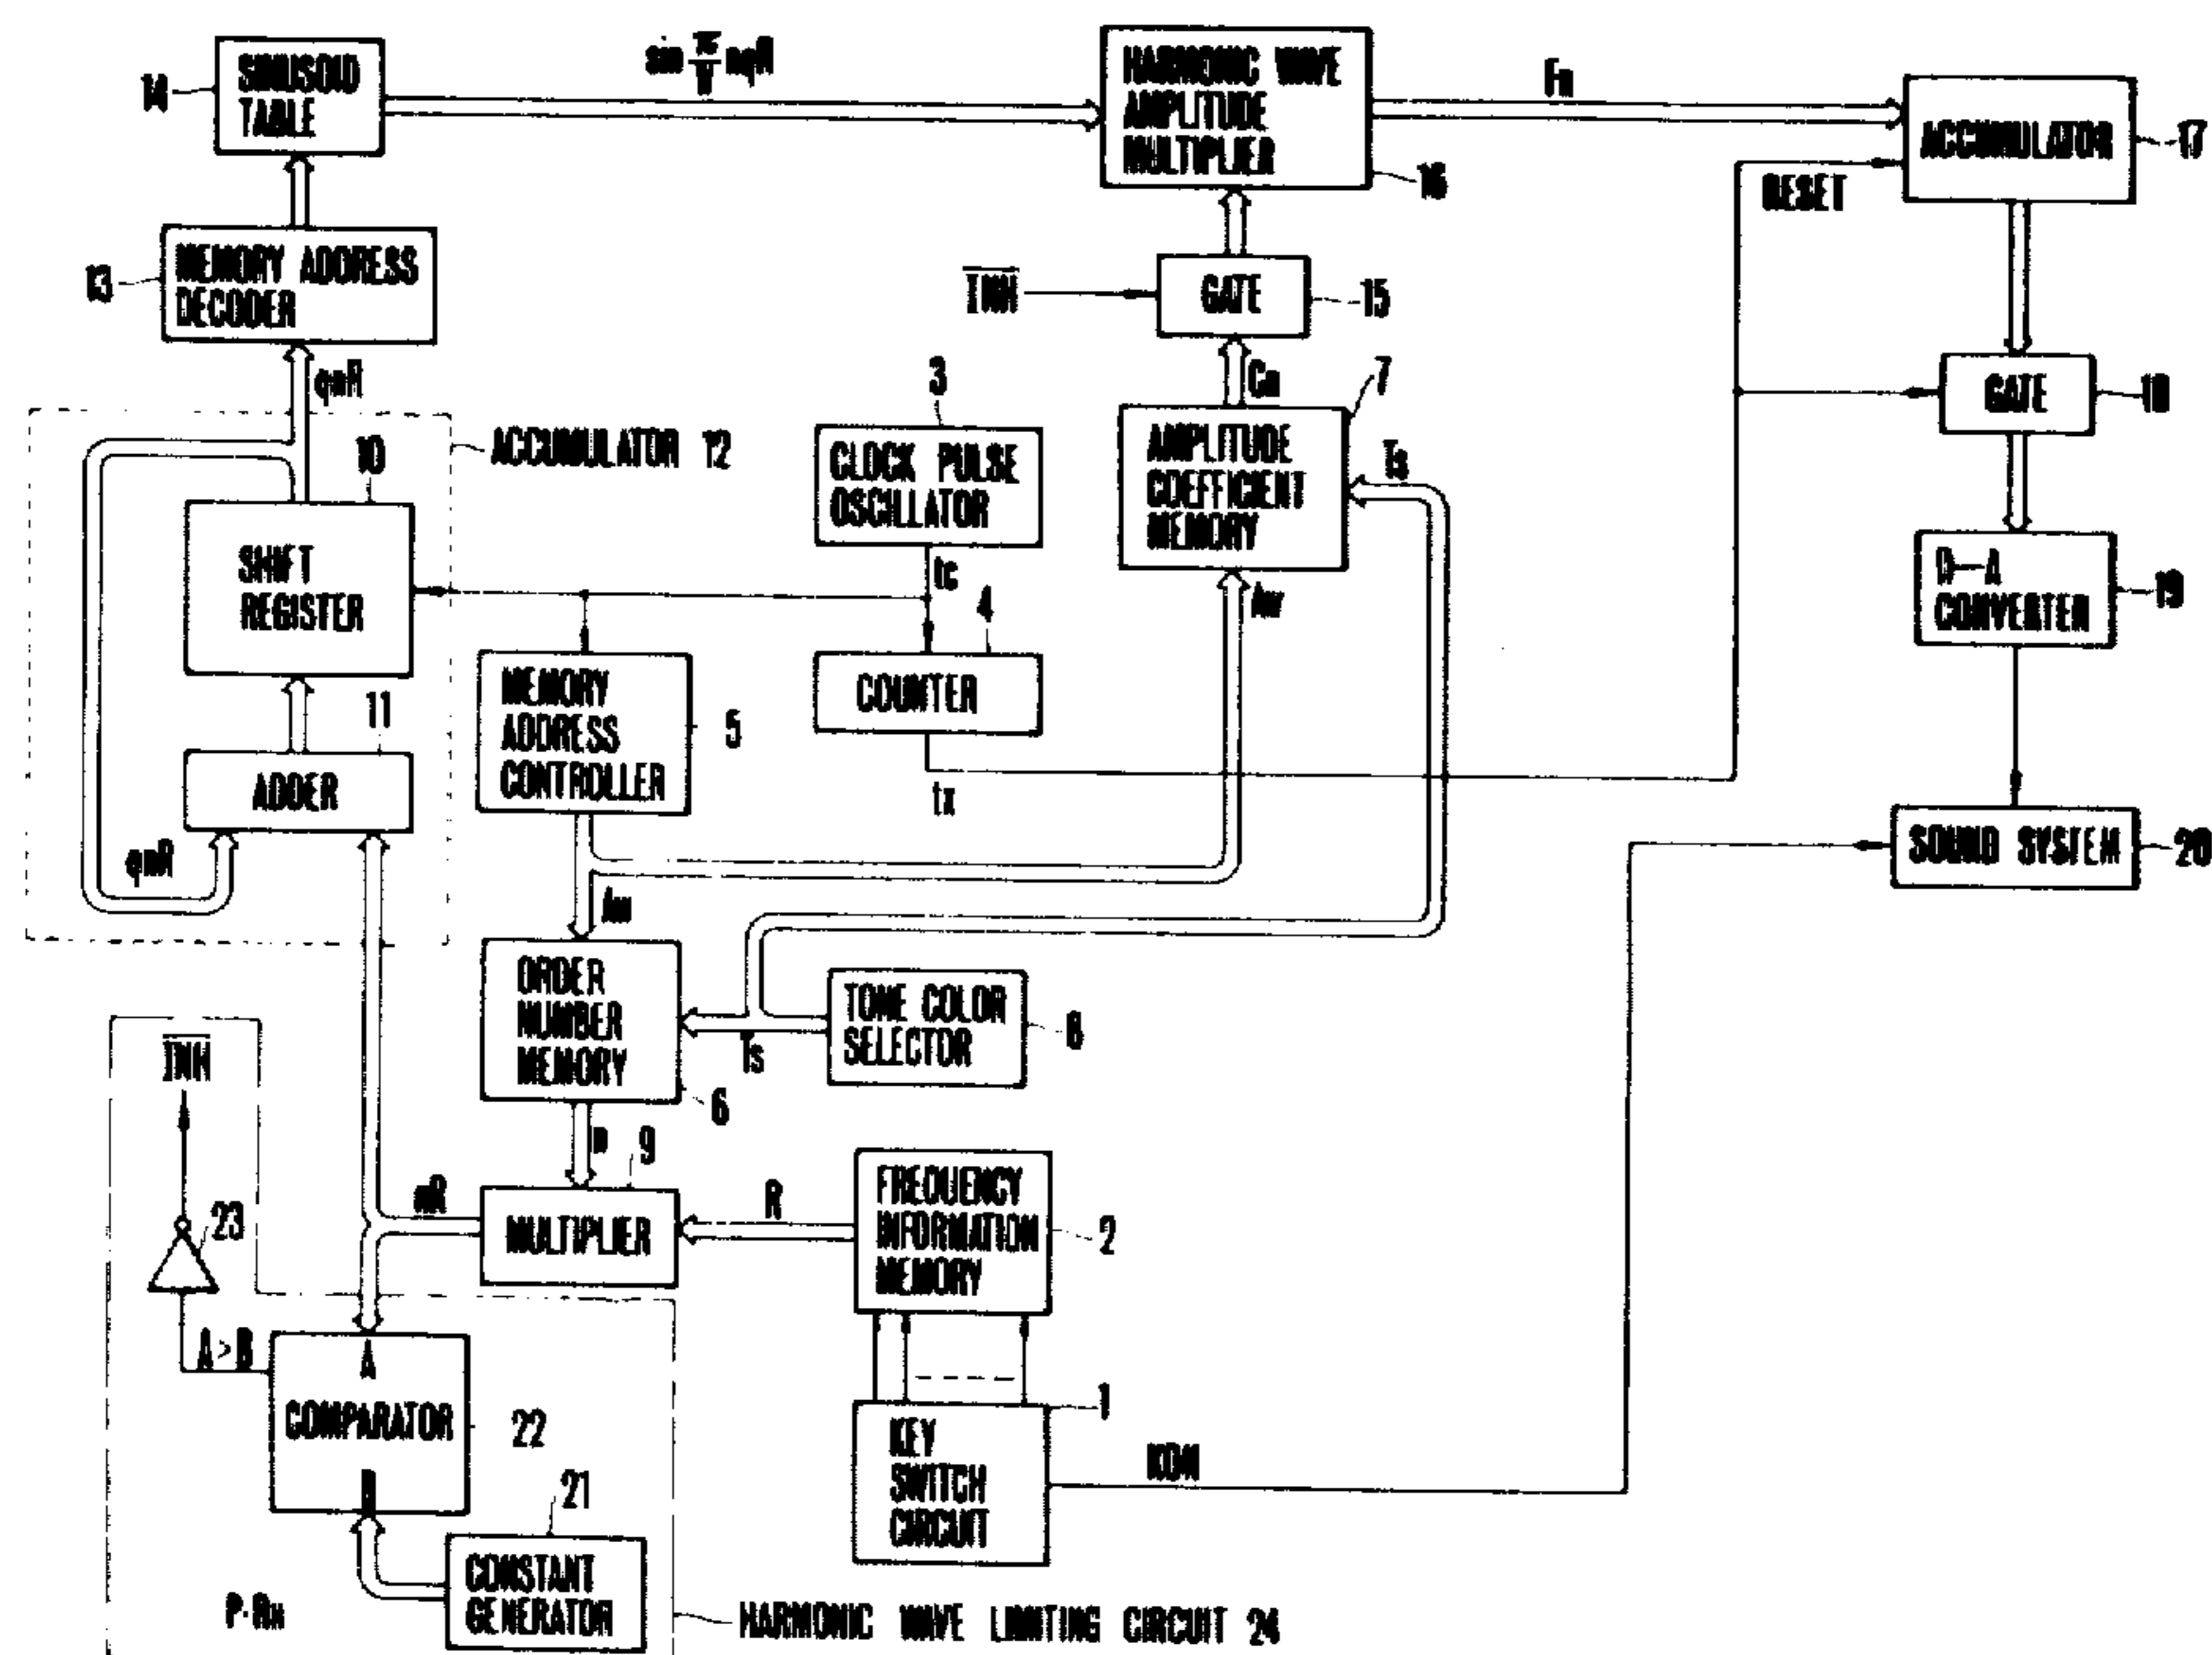 14
SINUSOID
TABLE
HARMONIC WAVE
AMPLITUDE
MULTIPLIER
16
Fn
ACCUMULATOR
17
RESET
13
MEMORY ADDRESS
DECODER
qnR
INH
GATE
15
Cn
GATE
18
10
ACCUMULATOR 12
3
CLOCK PULSE
OSCILLATOR
7
AMPLITUDE
COEFFICIENT
MEMORY
Ts
SHIFT
REGISTER
tc
4
Aw
D-A
CONVERTER
19
11
MEMORY
ADDRESS
CONTROLLER
5
COUNTER
ADDER
tx
qnR
SOUND SYSTEM
20
Aw
ORDER
NUMBER
MEMORY
6
TONE COLOR
SELECTOR
8
Ts
INH
n
9
23
nR
MULTIPLIER
R
FREQUENCY
INFORMATION
MEMORY
2
A>B
A
COMPARATOR
B
22
1
KEY
SWITCH
CIRCUIT
KON
21
CONSTANT
GENERATOR
HARMONIC WAVE LIMITING CIRCUIT 24